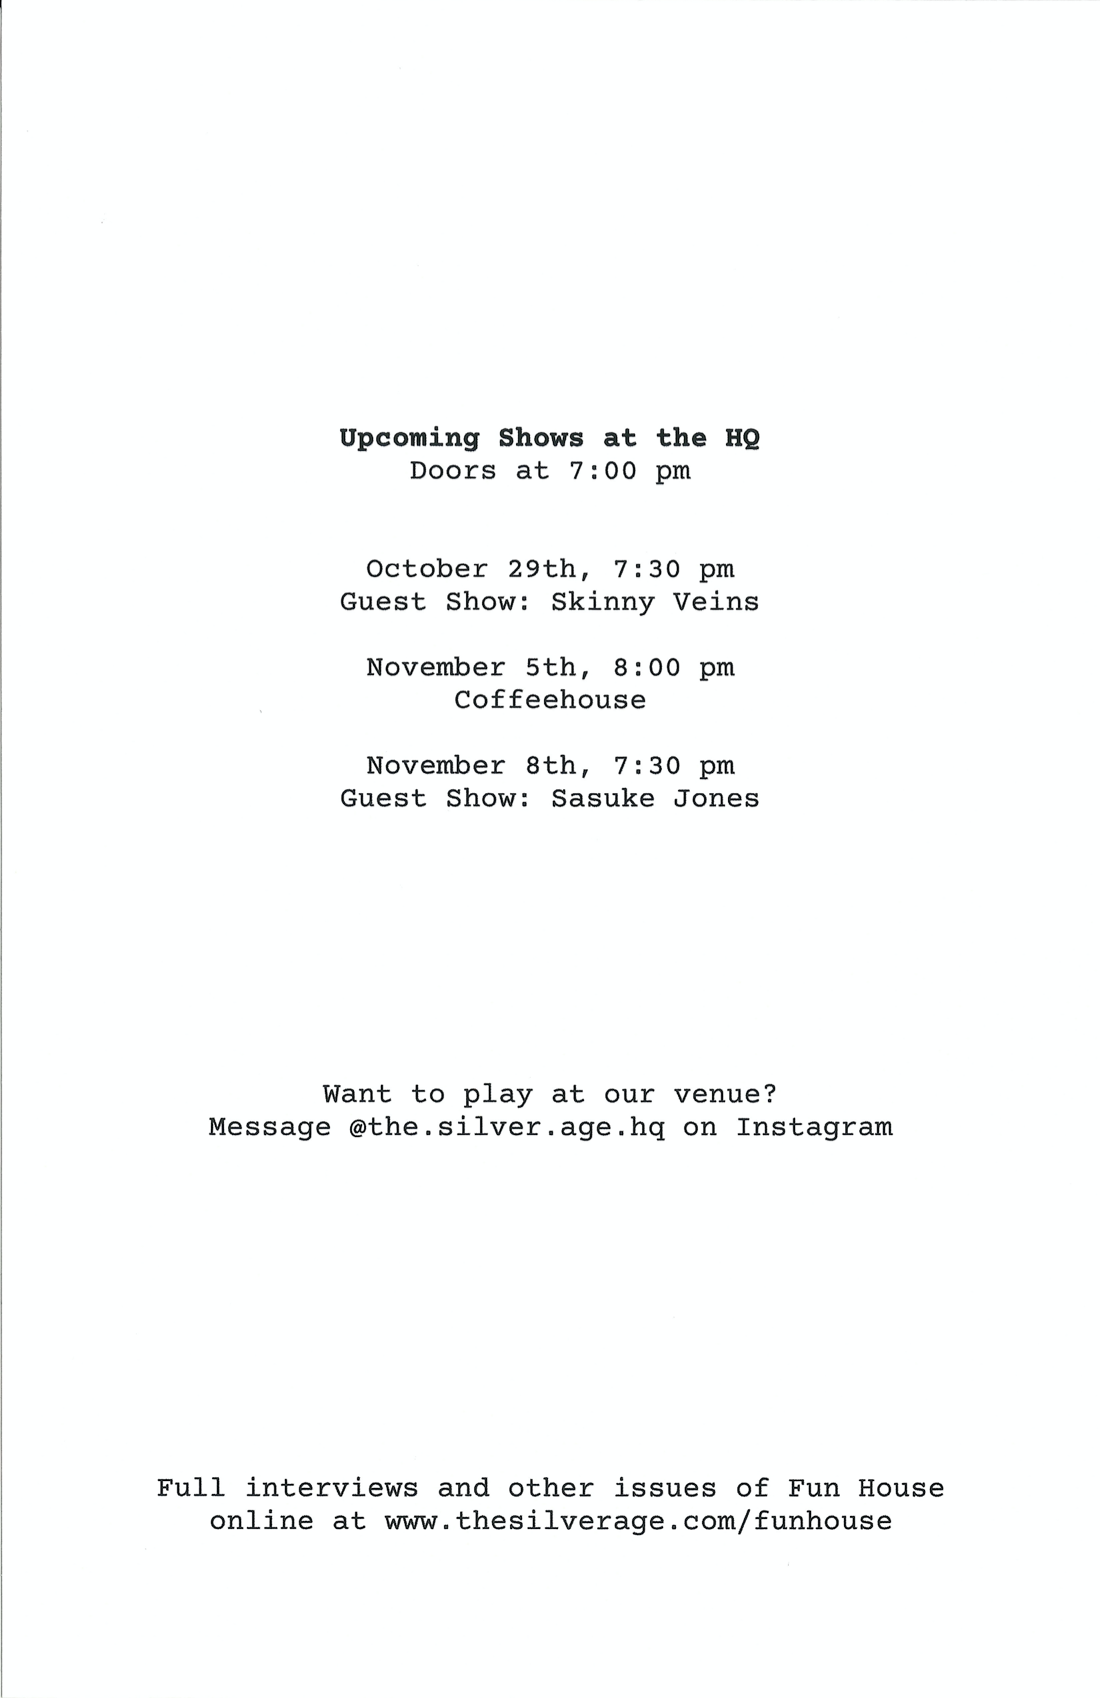 Upcoming Shows at the HQ
Doors at 7:00 pm
October 29th, 7:30 pm
Guest Show: Skinny Veins
November 5th, 8:00 pm
Coffeehouse
November 8th, 7:30 pm
Guest Show: Sasuke Jones
Want to play at our venue?
Message @the.silver.age.hq on Instagram
Full interviews and other issues of Fun House
online at www.thesilverage.com/funhouse